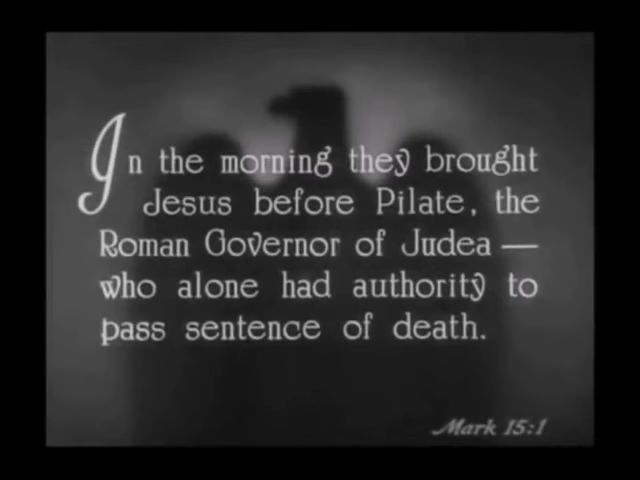 In the morning they brought
Jesus before Pilate, the
Roman Governor of Judea —
who alone had authority to
pass sentence of death.
Mark 15:1